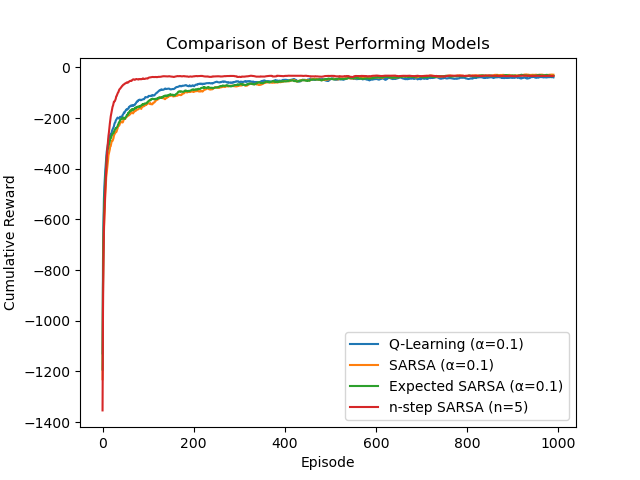 Comparison of Best Performing Models
0
−200
−400
−600
−800
−1000
−1200
−1400
Cumulative Reward
Q-Learning (α=0.1)
SARSA (α=0.1)
Expected SARSA (α=0.1)
n-step SARSA (n=5)
0 200 400 600 800 1000
Episode